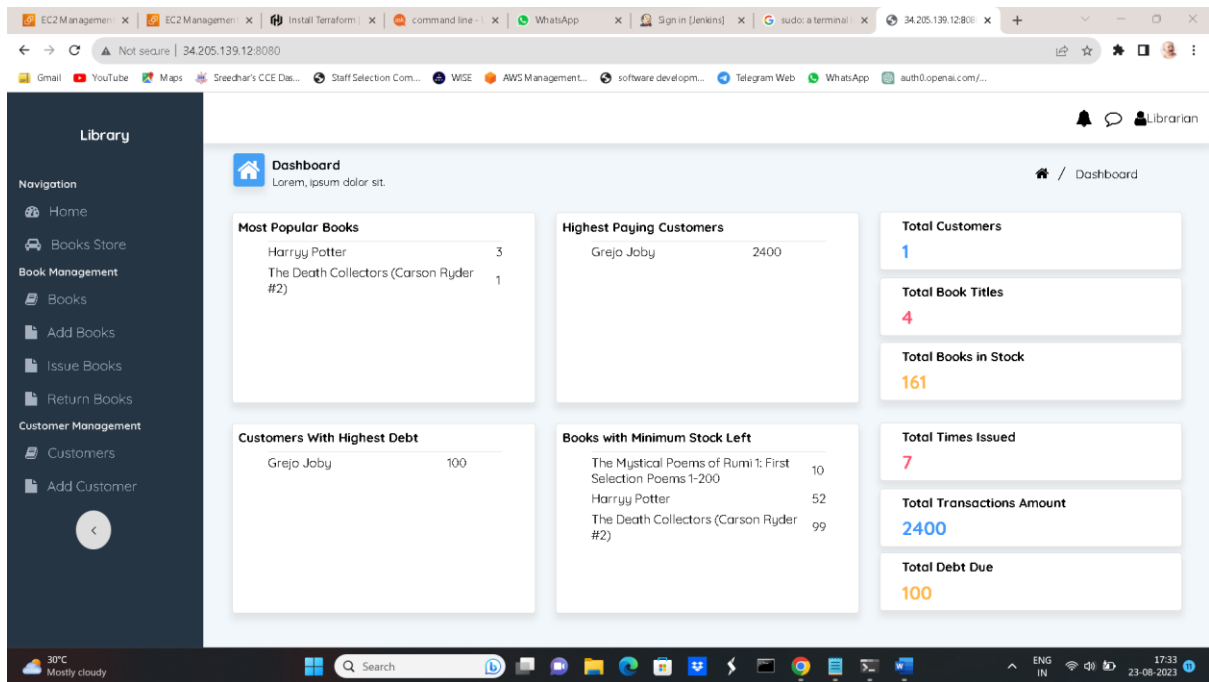 EC2 Management
EC2 Management
Install Terraform |
command line -
WhatsApp
Sign in [Jenkins]
sudo: a terminal i
34.205.139.12:808
Not secure | 34.205.139.12:8080
Gmail
YouTube
Maps
Sreedhar's CCE Das...
Staff Selection Com...
WISE
AWS Management...
software developm...
Telegram Web
WhatsApp
auth0.openai.com/...
Library
Librarian
Navigation
Home
Books Store
Book Management
Books
Add Books
Issue Books
Return Books
Customer Management
Customers
Add Customer
Dashboard
Lorem, ipsum dolor sit.
/ Dashboard
Most Popular Books
Harryy Potter 3
The Death Collectors (Carson Ryder
#2) 1
Highest Paying Customers
Grejo Joby 2400
Total Customers
1
Total Book Titles
4
Total Books in Stock
161
Customers With Highest Debt
Grejo Joby 100
Books with Minimum Stock Left
The Mystical Poems of Rumi 1: First
Selection Poems 1-200 10
Harryy Potter 52
The Death Collectors (Carson Ryder
#2) 99
Total Times Issued
7
Total Transactions Amount
2400
Total Debt Due
100
30°C
Mostly cloudy
Search
ENG
IN
17:33
23-08-2023
11